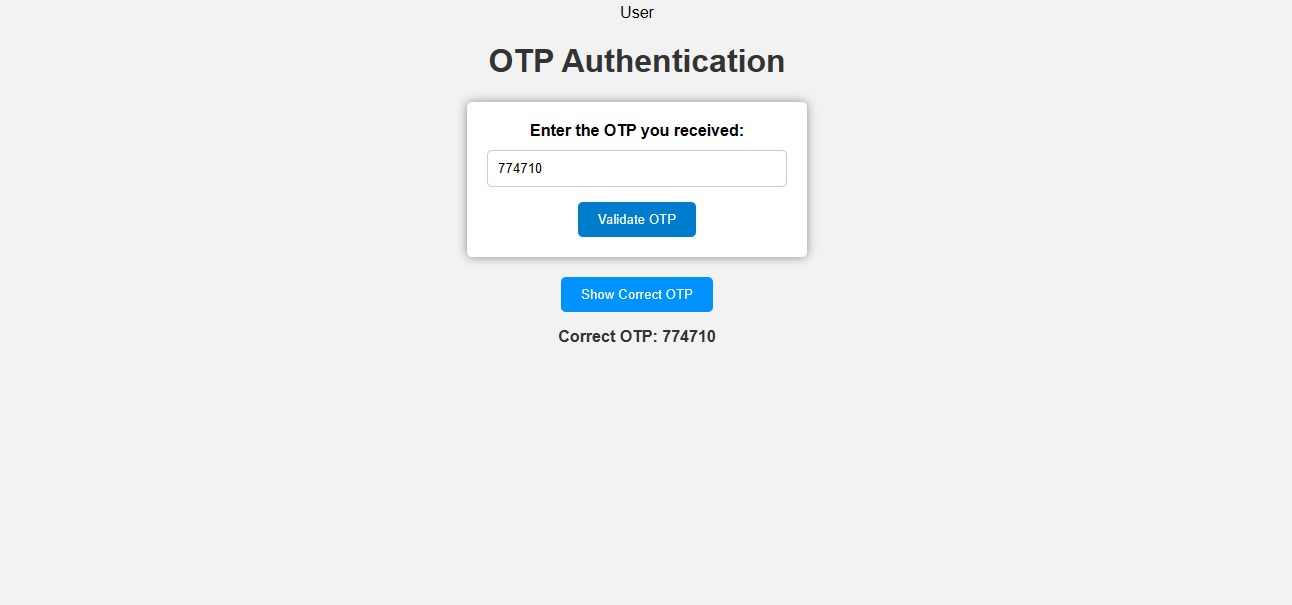 User
OTP Authentication
Enter the OTP you received:
774710
Validate OTP
Show Correct OTP
Correct OTP: 774710